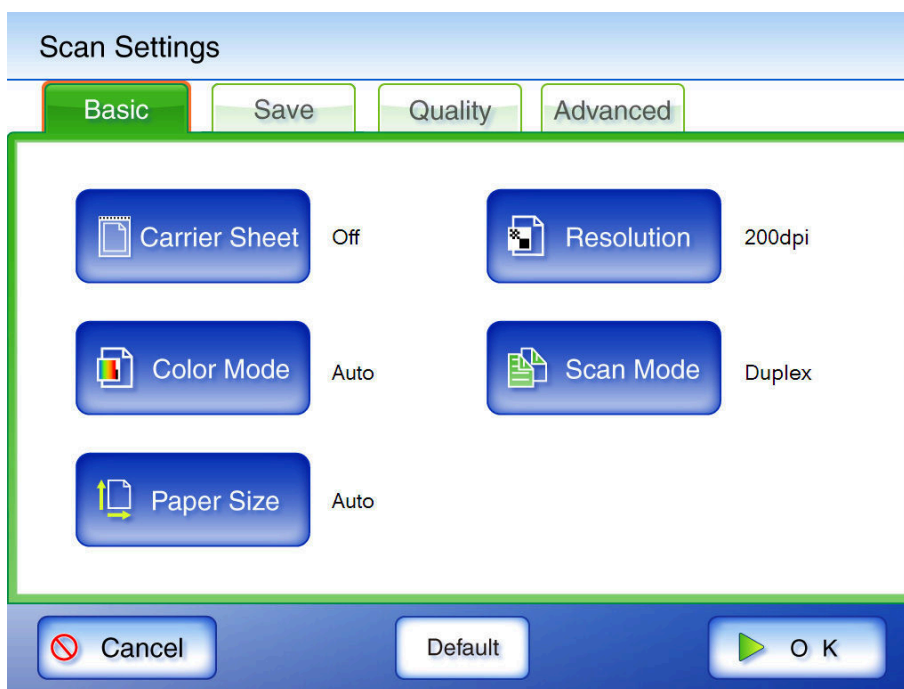 Scan Settings
Basic Save Quality Advanced
Carrier Sheet Off Resolution 200dpi
Color Mode Auto Scan Mode Duplex
Paper Size Auto
Cancel Default O K